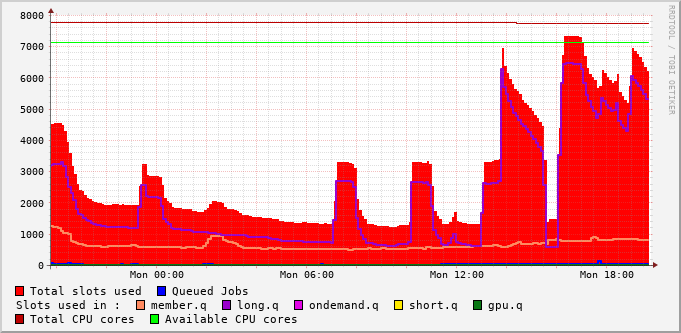 RRDTOOL / TOBI OETIKER
8000
7000
6000
5000
4000
3000
2000
1000
0
Mon 00:00 Mon 06:00 Mon 12:00 Mon 18:00
Total slots used Queued Jobs
Slots used in : member.q long.q ondemand.q short.q gpu.q
Total CPU cores Available CPU cores